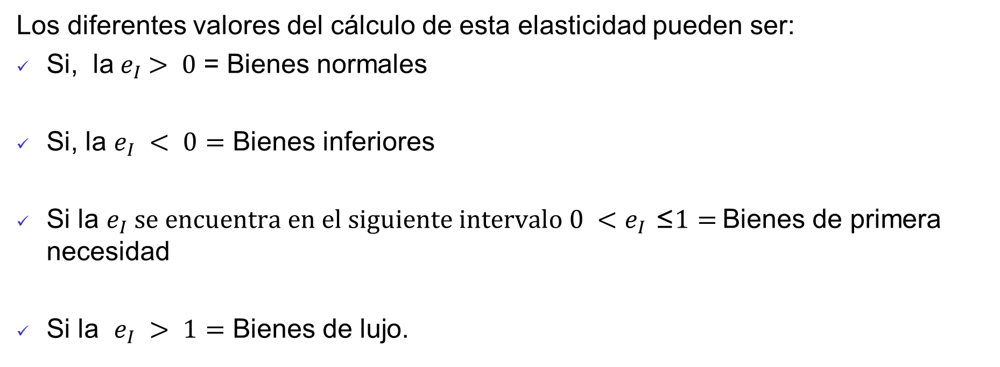 Los diferentes valores del cálculo de esta elasticidad pueden ser:
✓ Si, la e_I > 0 = Bienes normales
✓ Si, la e_I < 0 = Bienes inferiores
✓ Si la e_I se encuentra en el siguiente intervalo 0 < e_I ≤1 = Bienes de primera
necesidad
✓ Si la e_I > 1 = Bienes de lujo.